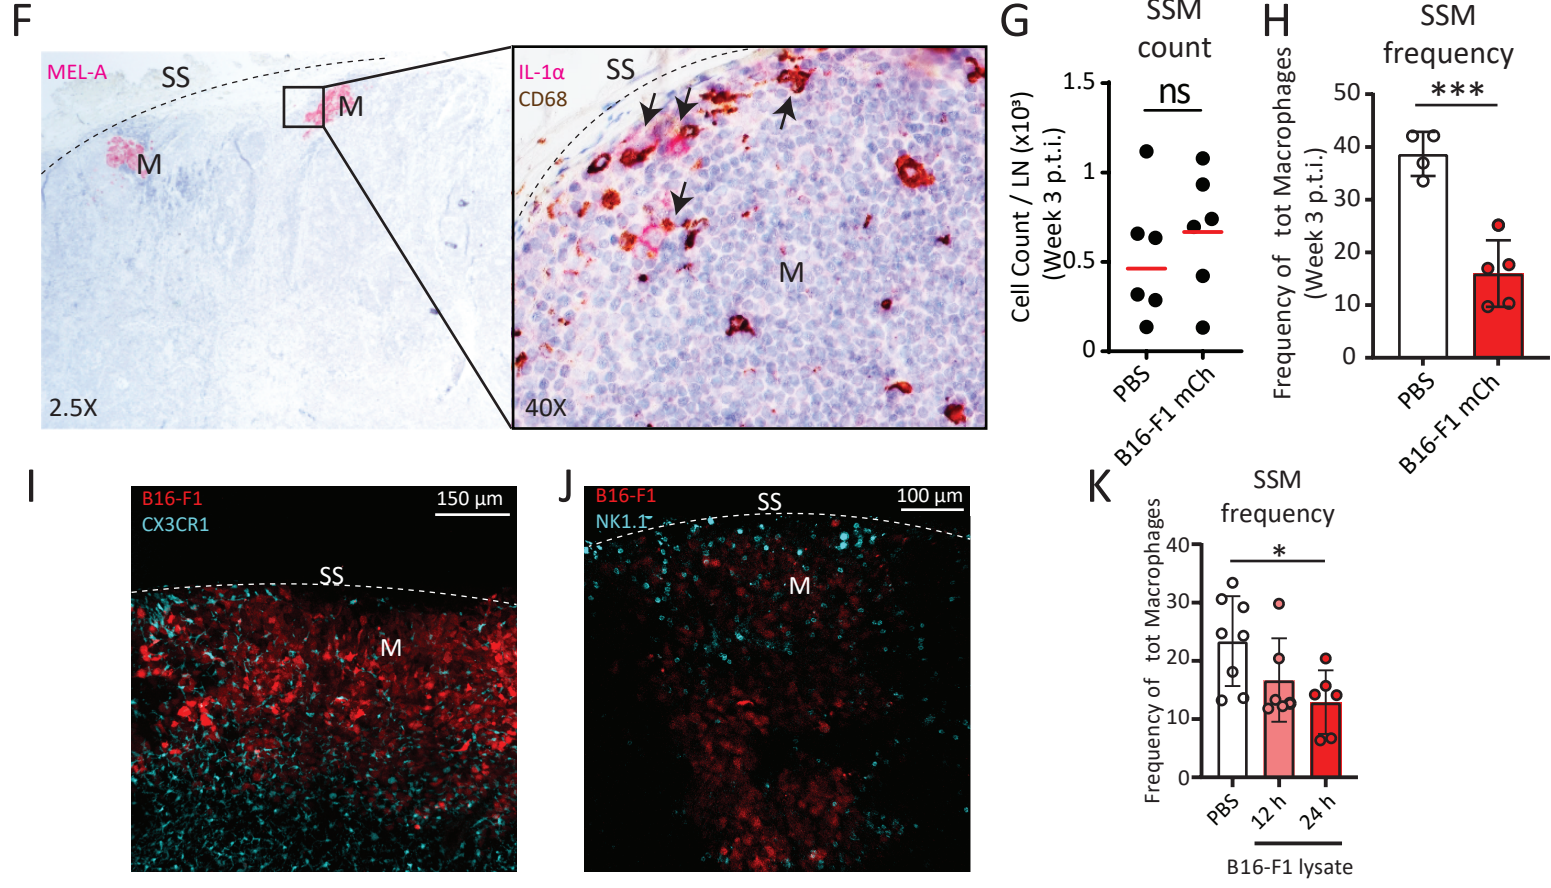 F
MEL-A
SS
M
M
2.5X
IL-1α
CD68
SS
M
40X
G
SSM
count
Cell Count / LN (x10³)
(Week 3 p.t.i.)
1.5
1
0.5
0
ns
PBS
B16-F1 mCh
H
SSM
frequency
Frequency of tot Macrophages
(Week 3 p.t.i.)
50
40
30
20
10
0
***
PBS
B16-F1 mCh
I
B16-F1
CX3CR1
150 µm
SS
M
J
B16-F1
NK1.1
100 µm
SS
M
K
SSM
frequency
Frequency of tot Macrophages
40
30
20
10
0
*
PBS
12 h
24 h
B16-F1 lysate